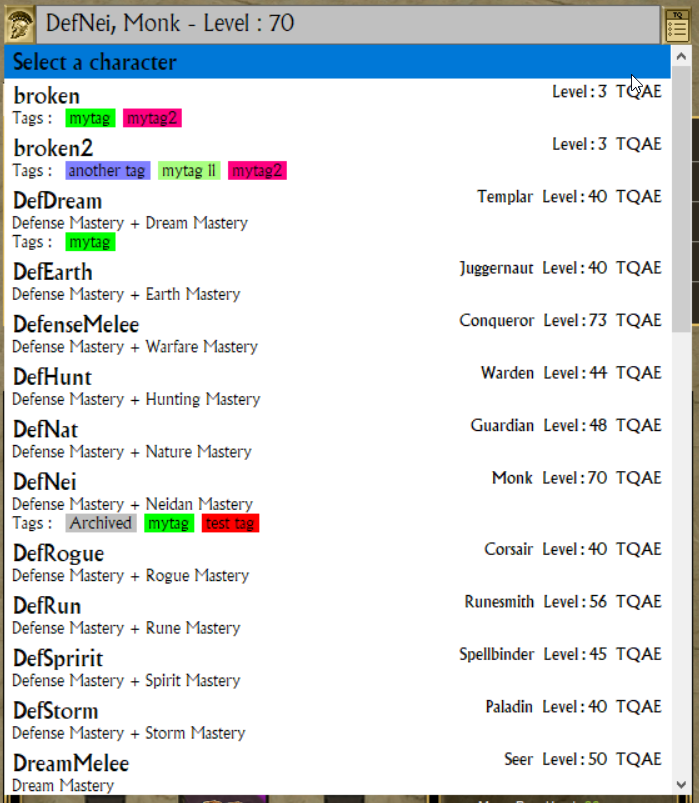 DefNei, Monk - Level : 70
TQ
Select a character
broken Level : 3 TQAE
Tags : mytag mytag2
broken2 Level : 3 TQAE
Tags : another tag mytag 11 mytag2
DefDream Templar Level : 40 TQAE
Defense Mastery + Dream Mastery
Tags : mytag
DefEarth Juggernaut Level : 40 TQAE
Defense Mastery + Earth Mastery
DefenseMelee Conqueror Level : 73 TQAE
Defense Mastery + Warfare Mastery
DefHunt Warden Level : 44 TQAE
Defense Mastery + Hunting Mastery
DefNat Guardian Level : 48 TQAE
Defense Mastery + Nature Mastery
DefNei Monk Level : 70 TQAE
Defense Mastery + Neidan Mastery
Tags : Archived mytag test tag
DefRogue Corsair Level : 40 TQAE
Defense Mastery + Rogue Mastery
DefRun Runesmith Level : 56 TQAE
Defense Mastery + Rune Mastery
DefSpririt Spellbinder Level : 45 TQAE
Defense Mastery + Spirit Mastery
DefStorm Paladin Level : 40 TQAE
Defense Mastery + Storm Mastery
DreamMelee Seer Level : 50 TQAE
Dream Mastery